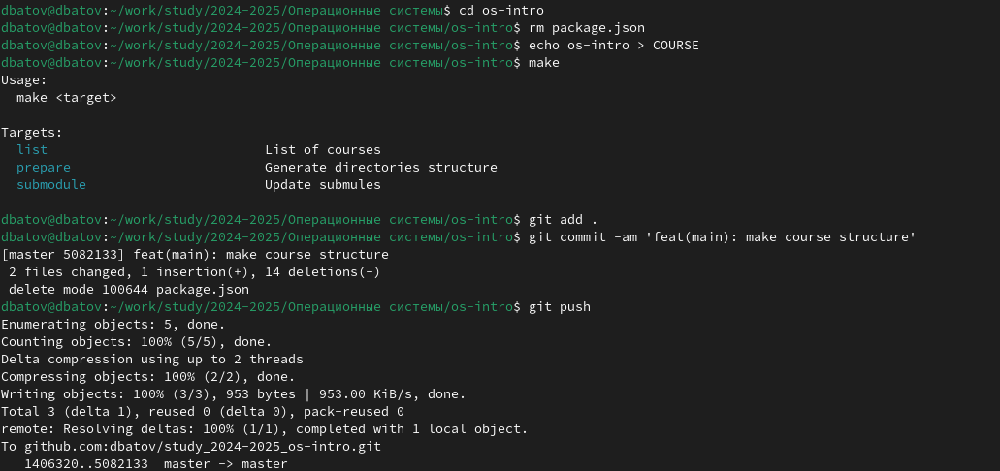 dbatov@dbatov:~/work/study/2024-2025/Операционные системы$ cd os-intro
dbatov@dbatov:~/work/study/2024-2025/Операционные системы/os-intro$ rm package.json
dbatov@dbatov:~/work/study/2024-2025/Операционные системы/os-intro$ echo os-intro > COURSE
dbatov@dbatov:~/work/study/2024-2025/Операционные системы/os-intro$ make
Usage:
  make <target>

Targets:
  list                            List of courses
  prepare                         Generate directories structure
  submodule                       Update submules

dbatov@dbatov:~/work/study/2024-2025/Операционные системы/os-intro$ git add .
dbatov@dbatov:~/work/study/2024-2025/Операционные системы/os-intro$ git commit -am 'feat(main): make course structure'
[master 5082133] feat(main): make course structure
 2 files changed, 1 insertion(+), 14 deletions(-)
 delete mode 100644 package.json
dbatov@dbatov:~/work/study/2024-2025/Операционные системы/os-intro$ git push
Enumerating objects: 5, done.
Counting objects: 100% (5/5), done.
Delta compression using up to 2 threads
Compressing objects: 100% (2/2), done.
Writing objects: 100% (3/3), 953 bytes | 953.00 KiB/s, done.
Total 3 (delta 1), reused 0 (delta 0), pack-reused 0
remote: Resolving deltas: 100% (1/1), completed with 1 local object.
To github.com:dbatov/study_2024-2025_os-intro.git
   1406320..5082133  master -> master